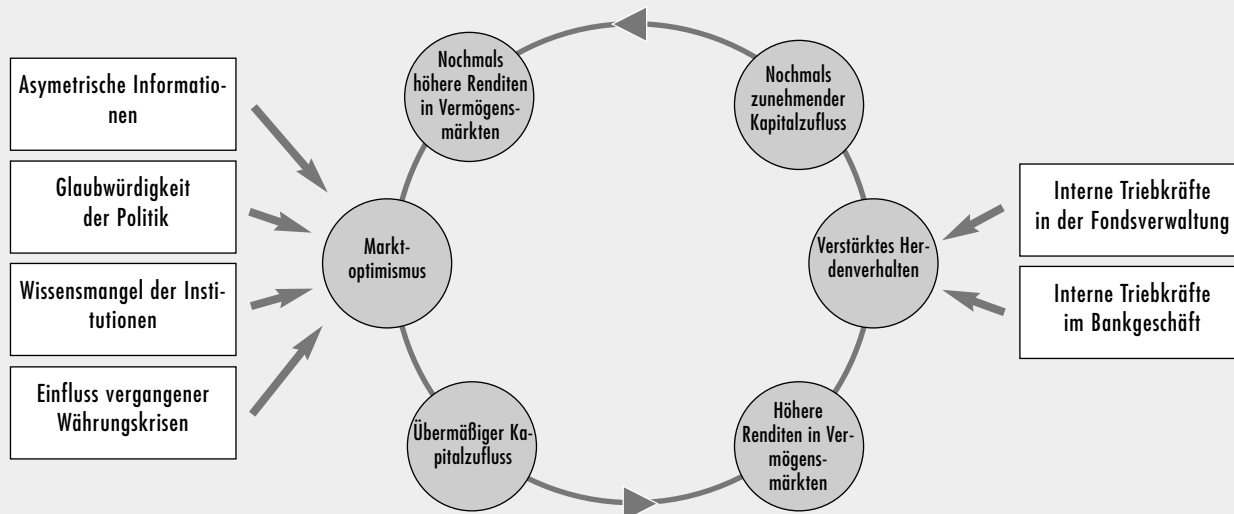 Asymetrische Informatio-
nen
Glaubwürdigkeit
der Politik
Wissensmangel der Insti-
tutionen
Einfluss vergangener
Währungskrisen
Nochmals
höhere Renditen
in Vermögens-
märkten
Markt-
optimismus
Übermäßiger Ka-
pitalzufluss
Höhere
Renditen in Ver-
mögens-
märkten
Verstärktes Her-
denverhalten
Nochmals
zunehmender
Kapitalzufluss
Interne Triebkräfte
in der Fondsverwaltung
Interne Triebkräfte
im Bankgeschäft